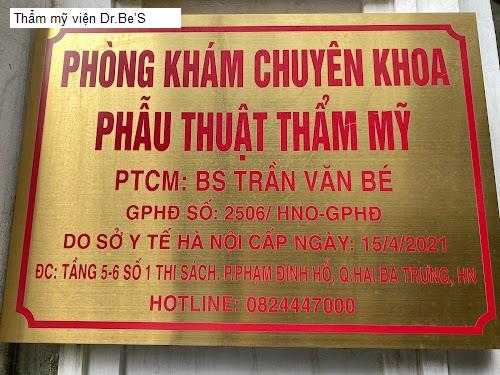 Thẩm mỹ viện Dr.Be'S
PHÒNG KHÁM CHUYÊN KHOA
PHẪU THUẬT THẨM MỸ
PTCM: BS TRẦN VĂN BÉ
GPHĐ SỐ: 2506/ HNO-GPHĐ
DO SỞ Y TẾ HÀ NỘI CẤP NGÀY: 15/4/2021
ĐC: TẦNG 5-6 SỐ 1 THI SÁCH. P.PHẠM ĐÌNH HỔ, Q.HAI BÀ TRƯNG, HN
HOTLINE: 0824447000